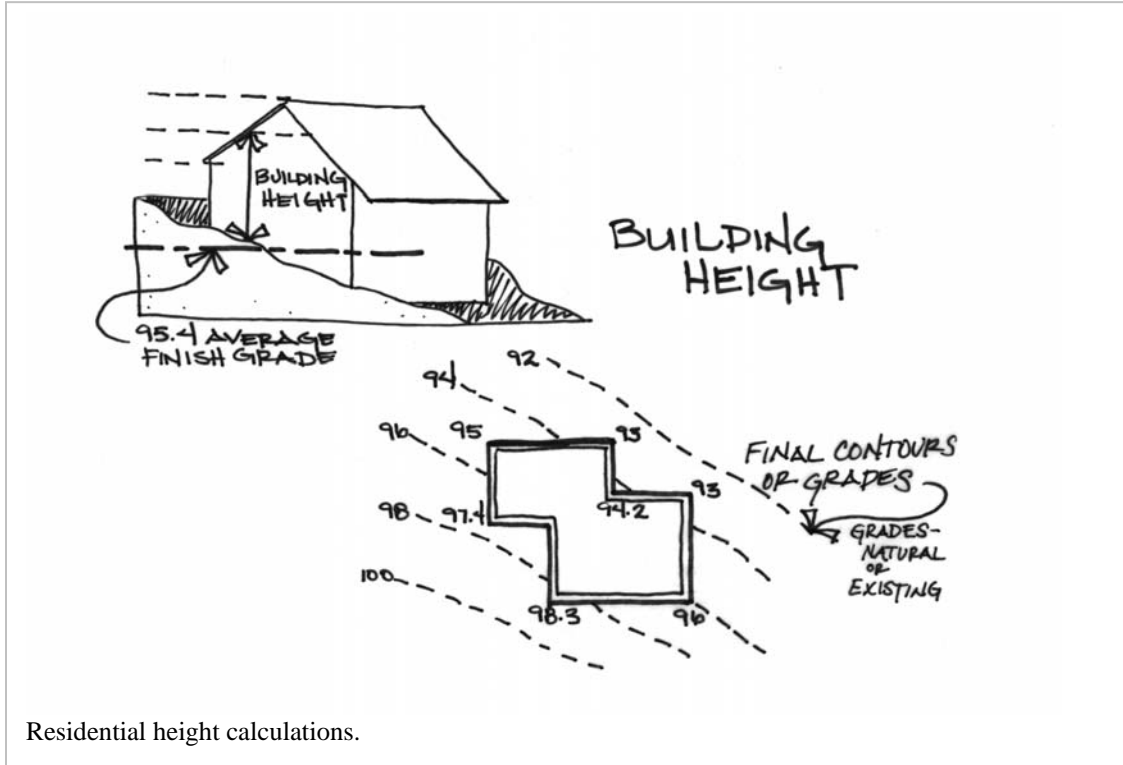 BUILDING
HEIGHT
BUILDING
HEIGHT
95.4 AVERAGE
FINISH GRADE
92
94
96
95
93
93
94.2
97.4
98
100
98.3
96
FINAL CONTOURS
OR GRADES
GRADES-
NATURAL
OR
EXISTING
Residential height calculations.